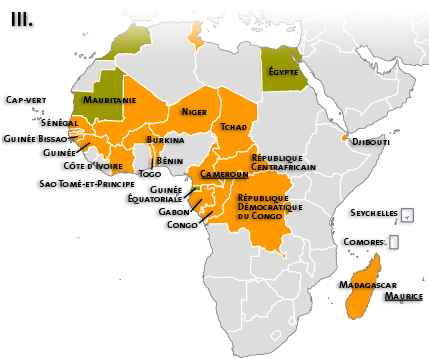 III.
ÉGYPTE
CAP-VERT
MAURITANIE
NIGER
SÉNÉGAL
TCHAD
GUINÉE BISSAO
BURKINA
DJIBOUTI
GUINÉE
BÉNIN
RÉPUBLIQUE
CENTRAFRICAIN
CÔTE D'IVOIRE
TOGO
CAMEROUN
SAO TOMÉ-ET-PRINCIPE
GUINÉE
ÉQUATORIALE
RÉPUBLIQUE
DÉMOCRATIQUE
DU CONGO
GABON
SEYCHELLES
CONGO
COMORES
MADAGASCAR
MAURICE